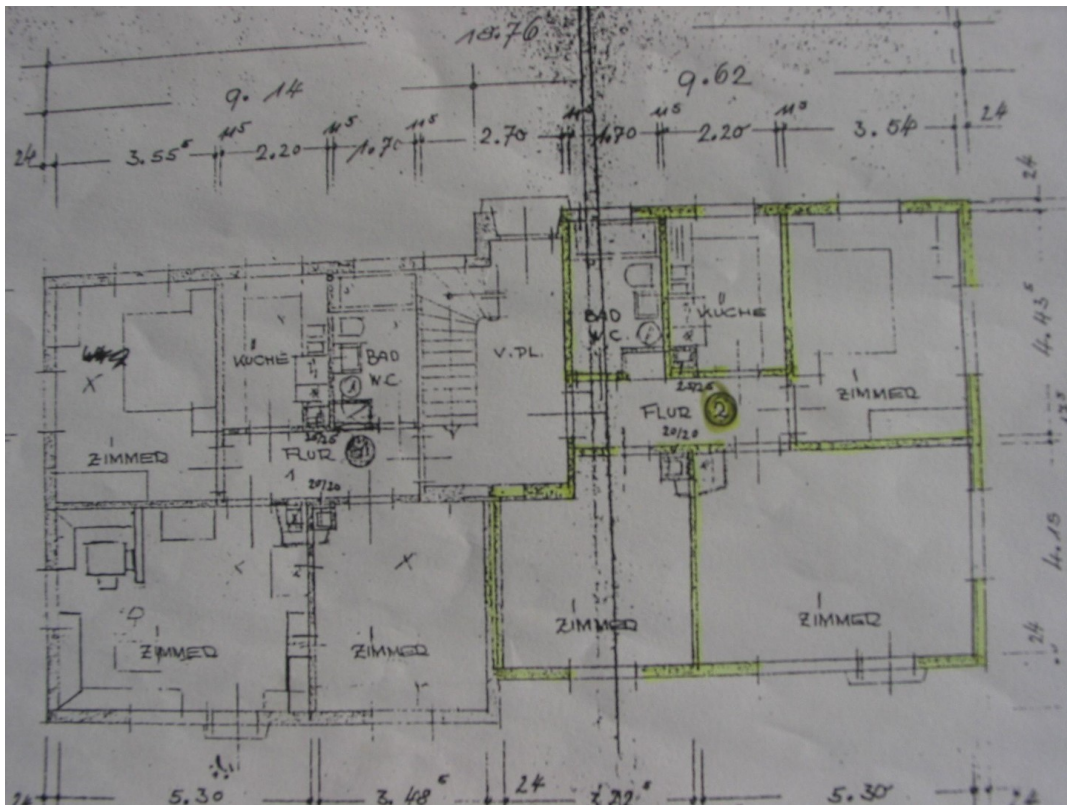 18.76
9.14 9.62
24 3.55⁵ 11⁵ 2.20 11⁵ 1.70 11⁵ 2.70 11⁵ 1.70 11⁵ 2.20 11⁵ 3.54 24
24
4.43⁵
4.15
24
BAD
W.C.
KÜCHE
ZIMMER
FLUR 2
20/20
V.PL.
KÜCHE
BAD
W.C.
20/20
ZIMMER
FLUR
1
20/20
ZIMMER
ZIMMER
ZIMMER
ZIMMER
24 5.30 3.48⁵ 24 5.30